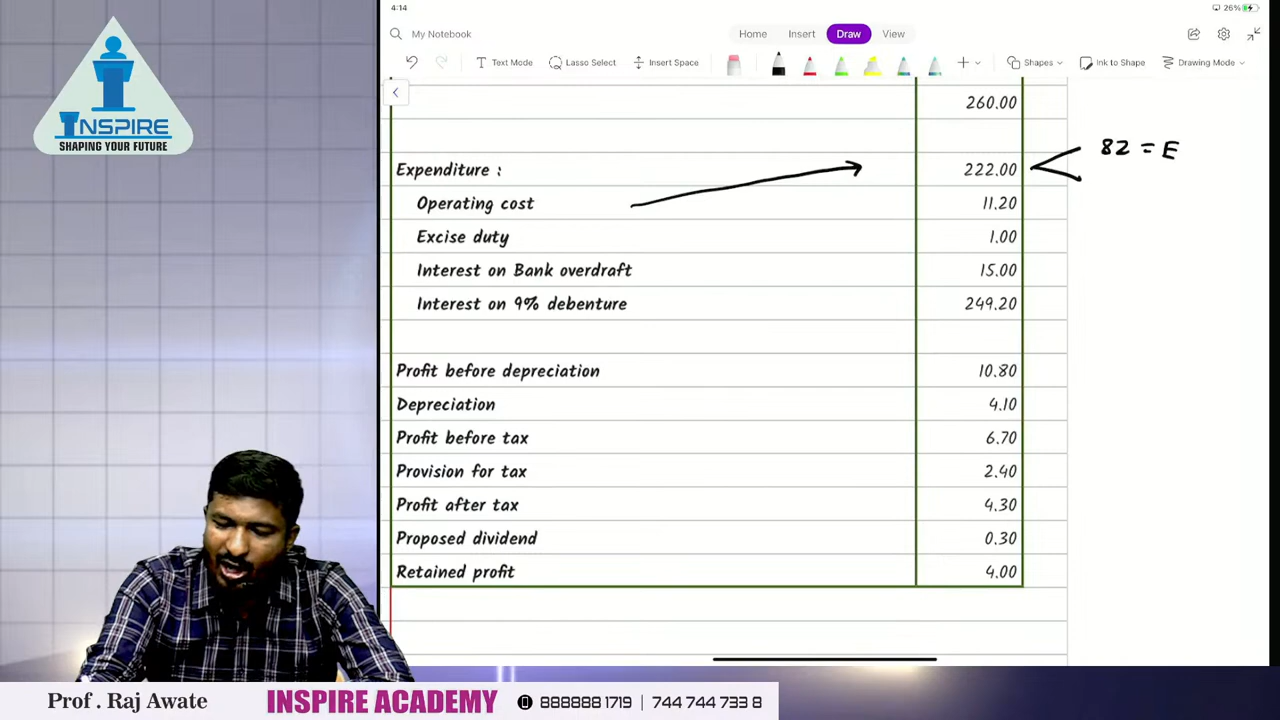 4:14
26%
My Notebook
Home Insert Draw View
Text Mode Lasso Select Insert Space Shapes Ink to Shape Drawing Mode
INSPIRE
SHAPING YOUR FUTURE
260.00
82 = E
Expenditure : 222.00
Operating cost 11.20
Excise duty 1.00
Interest on Bank overdraft 15.00
Interest on 9% debenture 249.20
Profit before depreciation 10.80
Depreciation 4.10
Profit before tax 6.70
Provision for tax 2.40
Profit after tax 4.30
Proposed dividend 0.30
Retained profit 4.00
Prof . Raj Awate INSPIRE ACADEMY 888888 1719 | 744 744 733 8